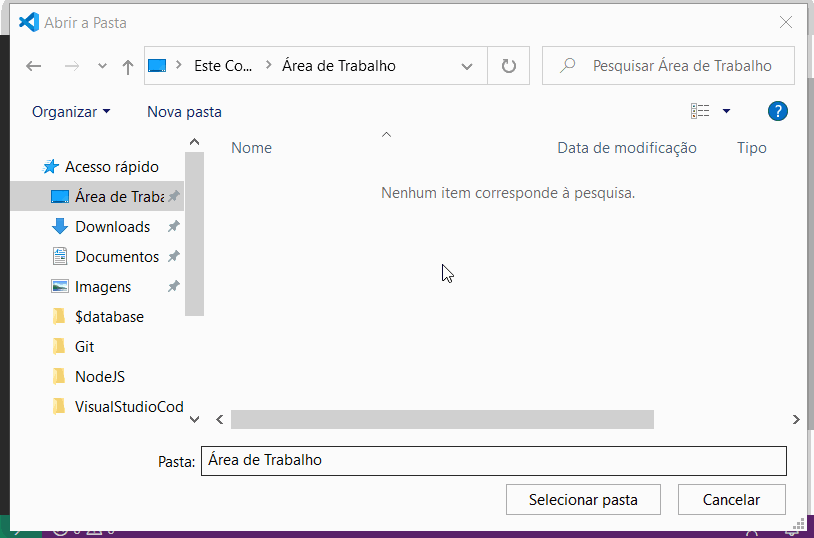 Abrir a Pasta
Este Co... Área de Trabalho
Pesquisar Área de Trabalho
Organizar
Nova pasta
?
Nome
Data de modificação
Tipo
Nenhum item corresponde à pesquisa.
Acesso rápido
Área de Traba
Downloads
Documentos
Imagens
$database
Git
NodeJS
VisualStudioCod
Pasta: Área de Trabalho
Selecionar pasta
Cancelar